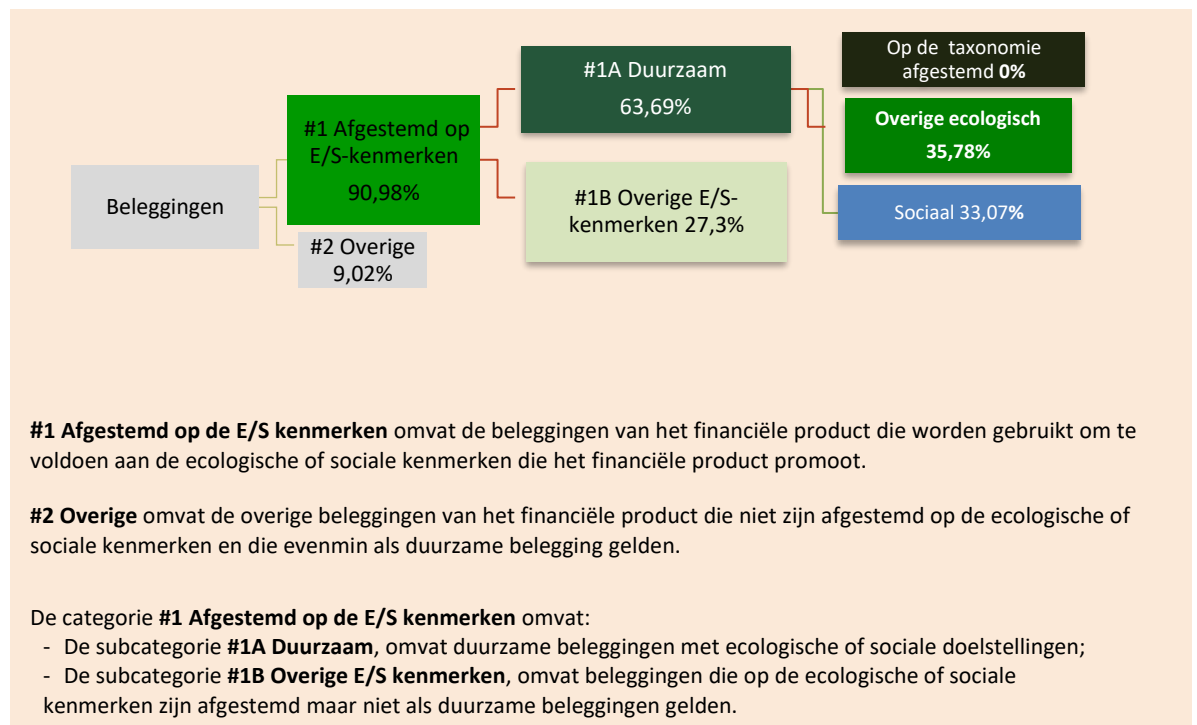 Beleggingen
#1 Afgestemd op
E/S-kenmerken
90,98%
#2 Overige
9,02%
#1A Duurzaam
63,69%
#1B Overige E/S-
kenmerken 27,3%
Op de taxonomie
afgestemd 0%
Overige ecologisch
35,78%
Sociaal 33,07%
#1 Afgestemd op de E/S kenmerken omvat de beleggingen van het financiële product die worden gebruikt om te
voldoen aan de ecologische of sociale kenmerken die het financiële product promoot.
#2 Overige omvat de overige beleggingen van het financiële product die niet zijn afgestemd op de ecologische of
sociale kenmerken en die evenmin als duurzame belegging gelden.
De categorie #1 Afgestemd op de E/S kenmerken omvat:
- De subcategorie #1A Duurzaam, omvat duurzame beleggingen met ecologische of sociale doelstellingen;
- De subcategorie #1B Overige E/S kenmerken, omvat beleggingen die op de ecologische of sociale
kenmerken zijn afgestemd maar niet als duurzame beleggingen gelden.